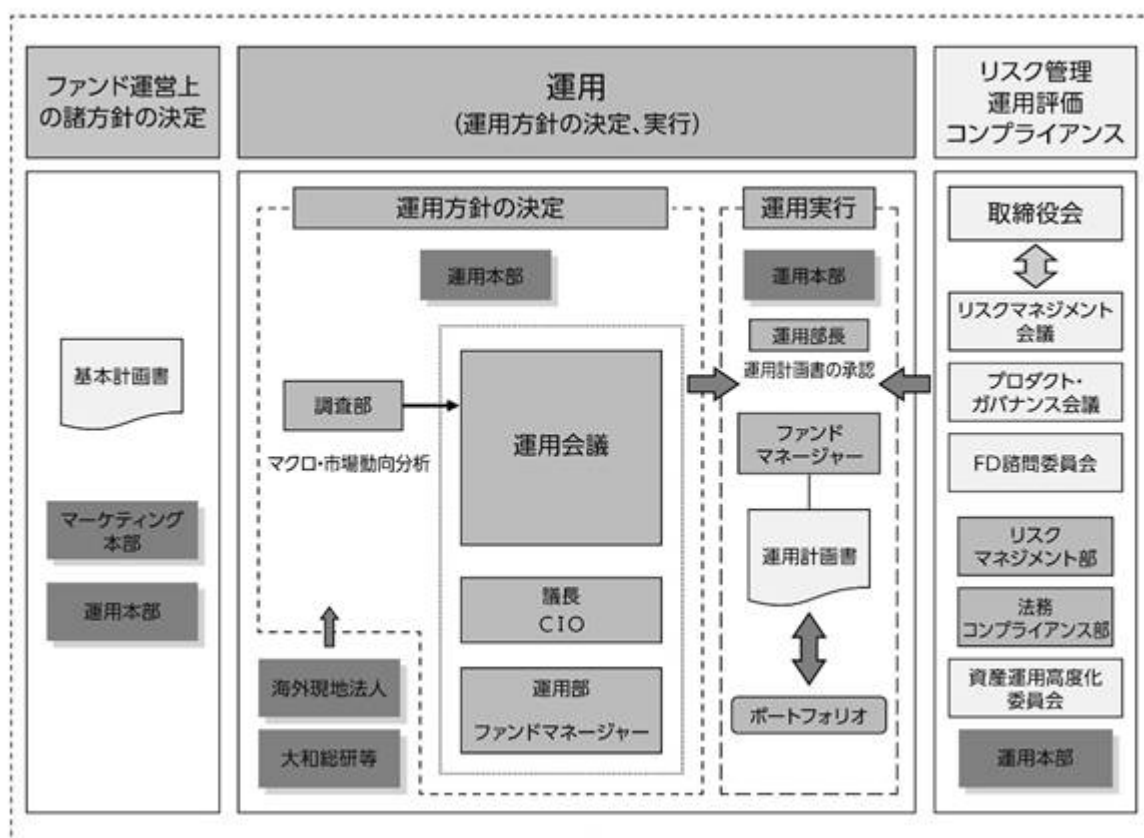 ファンド運営上
の諸方針の決定
運用
(運用方針の決定、実行)
リスク管理
運用評価
コンプライアンス
基本計画書
マーケティング
本部
運用本部
運用方針の決定
運用本部
調査部
マクロ・市場動向分析
運用会議
議長
CIO
運用部
ファンドマネージャー
海外現地法人
大和総研等
運用実行
運用本部
運用部長
運用計画書の承認
ファンド
マネージャー
運用計画書
ポートフォリオ
取締役会
リスクマネジメント
会議
プロダクト・
ガバナンス会議
FD諮問委員会
リスク
マネジメント部
法務
コンプライアンス部
資産運用高度化
委員会
運用本部